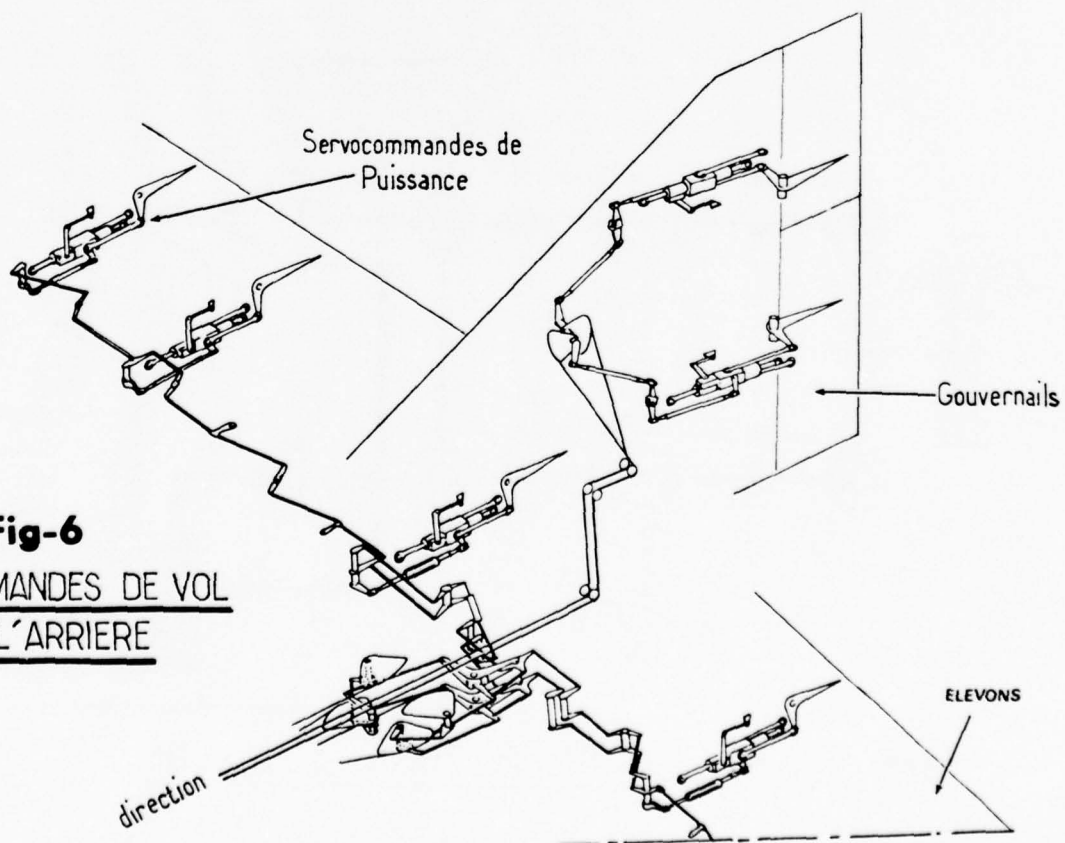 Servocommandes de
Puissance
Gouvernails
Fig-6
MANDES DE VOL
L'ARRIERE
ELEVONS
direction